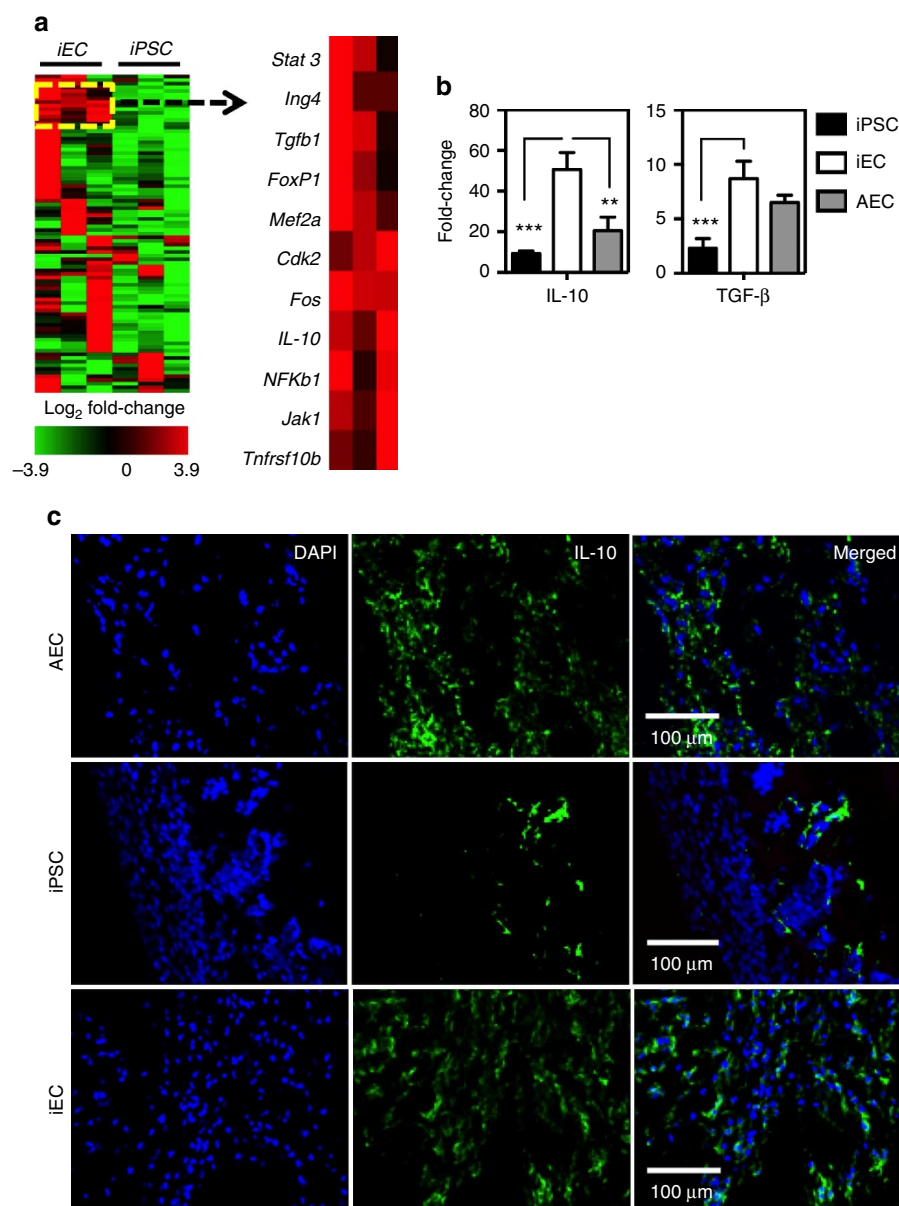 a
iEC iPSC
Log2 fold-change
–3.9 0 3.9
Stat 3
Ing4
Tgfb1
FoxP1
Mef2a
Cdk2
Fos
IL-10
NFKb1
Jak1
Tnfrsf10b
b
Fold-change
80
60
40
20
0
***
**
IL-10
15
10
5
0
***
TGF-β
iPSC
iEC
AEC
c
DAPI IL-10 Merged
AEC
100 μm
iPSC
100 μm
iEC
100 μm